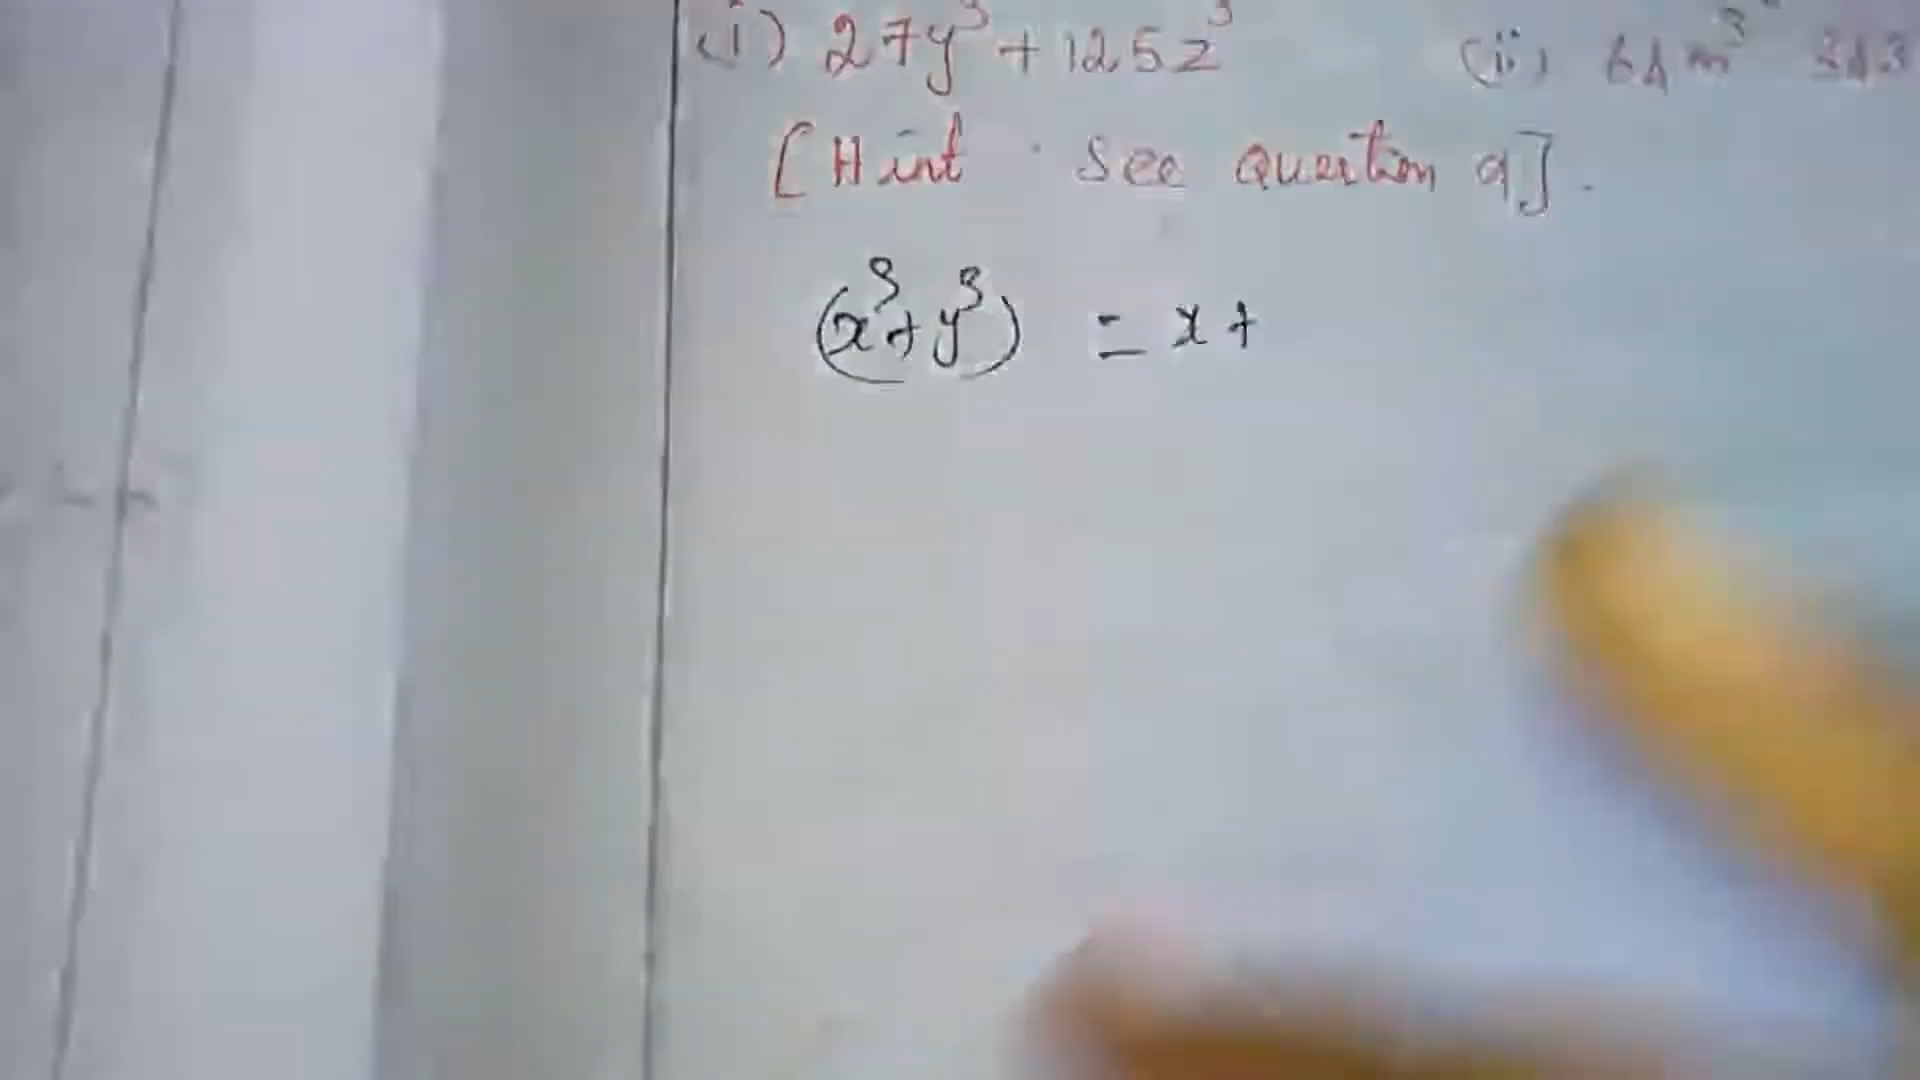 (i) 27y³ + 125z³ (ii) 64m³ 343
[Hint : See Question 9].
(x³+y³) = x+